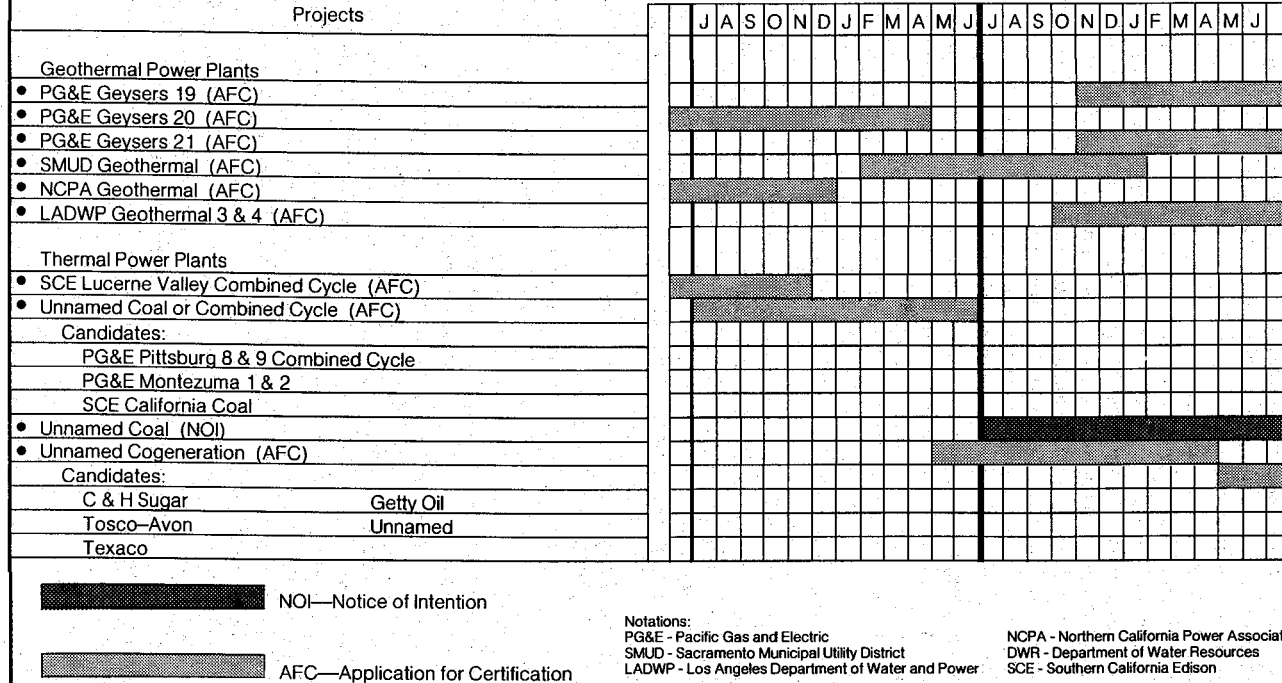 Projects
J A S O N D J F M A M J J A S O N D J F M A M J
Geothermal Power Plants
• PG&E Geysers 19 (AFC)
• PG&E Geysers 20 (AFC)
• PG&E Geysers 21 (AFC)
• SMUD Geothermal (AFC)
• NCPA Geothermal (AFC)
• LADWP Geothermal 3 & 4 (AFC)
Thermal Power Plants
• SCE Lucerne Valley Combined Cycle (AFC)
• Unnamed Coal or Combined Cycle (AFC)
Candidates:
PG&E Pittsburg 8 & 9 Combined Cycle
PG&E Montezuma 1 & 2
SCE California Coal
• Unnamed Coal (NOI)
• Unnamed Cogeneration (AFC)
Candidates:
C & H Sugar Getty Oil
Tosco–Avon Unnamed
Texaco
NOI—Notice of Intention
AFC—Application for Certification
Notations:
PG&E - Pacific Gas and Electric
SMUD - Sacramento Municipal Utility District
LADWP - Los Angeles Department of Water and Power
NCPA - Northern California Power Associat
DWR - Department of Water Resources
SCE - Southern California Edison